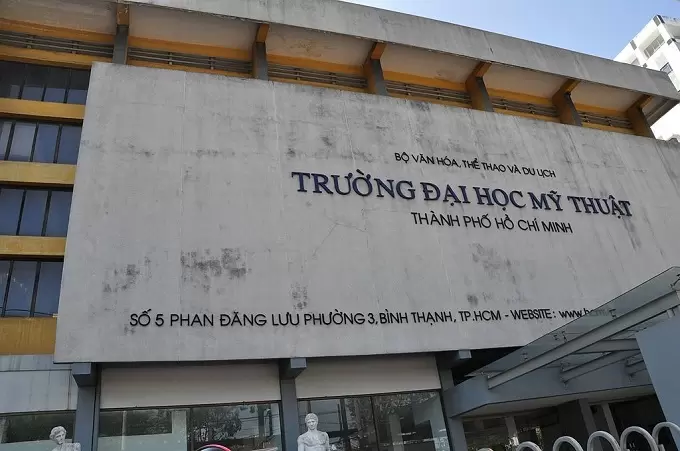 BỘ VĂN HÓA, THỂ THAO VÀ DU LỊCH
TRƯỜNG ĐẠI HỌC MỸ THUẬT
THÀNH PHỐ HỒ CHÍ MINH
SỐ 5 PHAN ĐĂNG LƯU PHƯỜNG 3, BÌNH THẠNH, TP.HCM - WEBSITE :